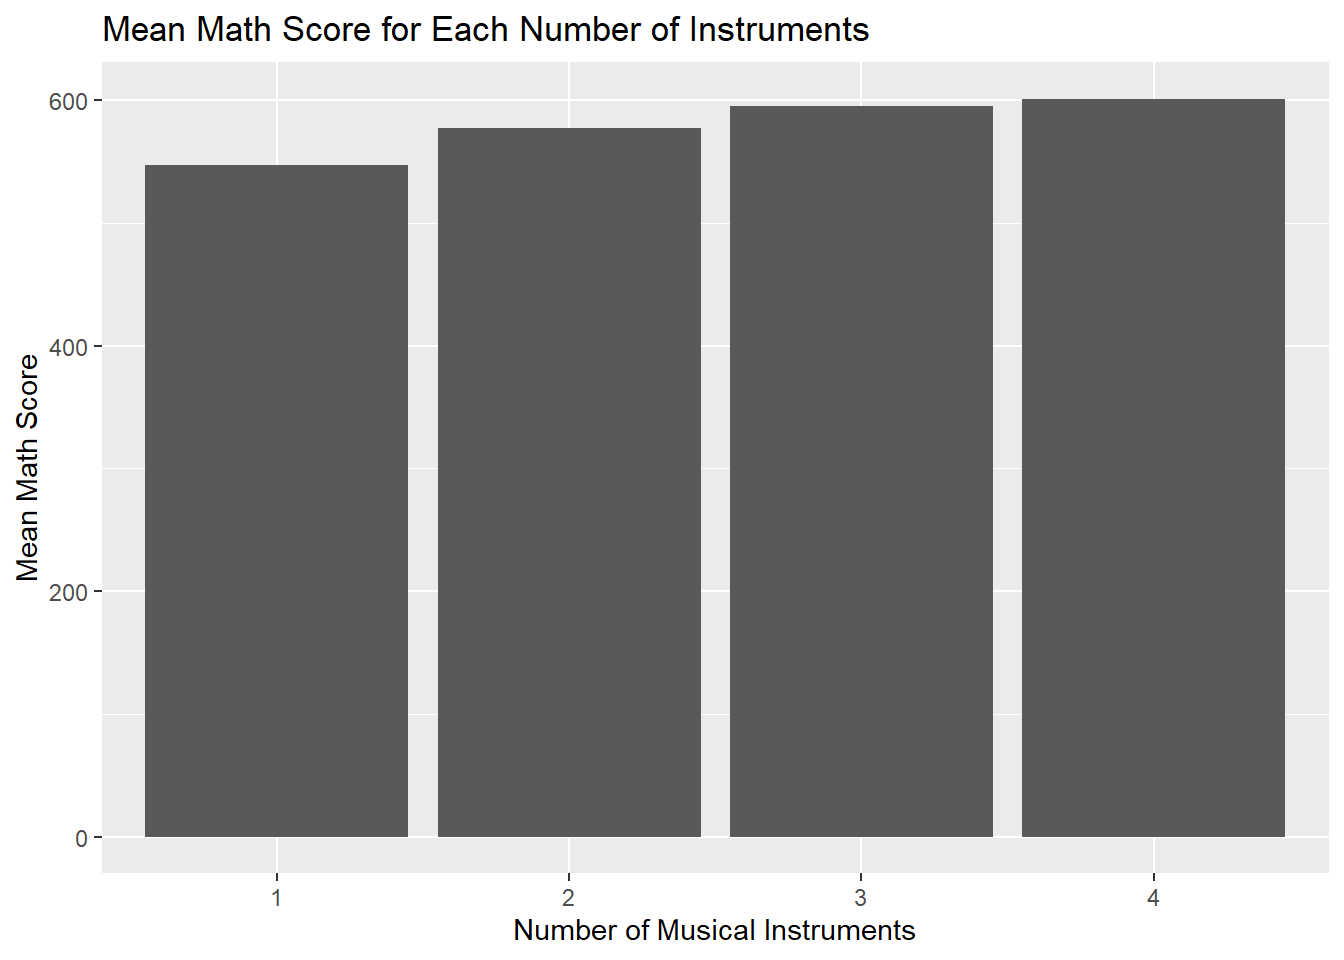 Mean Math Score for Each Number of Instruments
600
400
200
0
Mean Math Score
1 2 3 4
Number of Musical Instruments